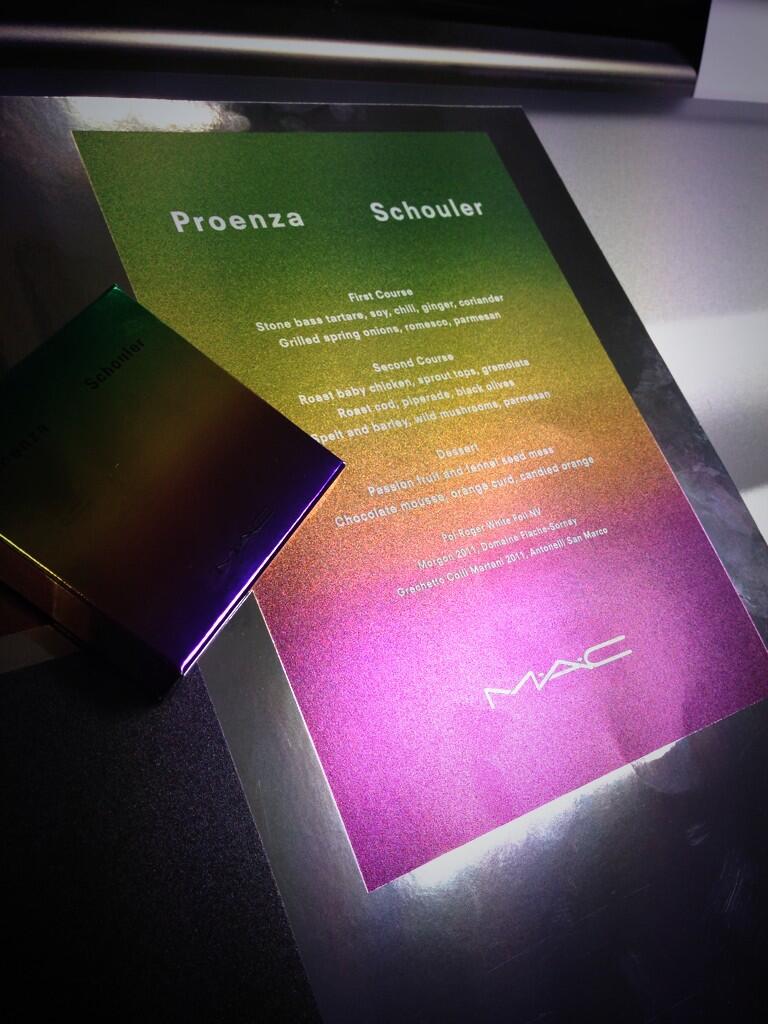 Proenza Schouler
First Course
Stone bass tartare, soy, chili, ginger, coriander
Grilled spring onions, romesco, parmesan
Second Course
Roast baby chicken, sprout tops, gremolata
Roast cod, piperade, black olives
Spelt and barley, wild mushrooms, parmesan
Dessert
Passion fruit and fennel seed mess
Chocolate mousse, orange curd, candied orange
Pol Roger White Foil NV
Morgon 2011, Domaine Flache-Sornay
Grechetto Colli Martani 2011, Antonelli San Marco
M·A·C
Schouler
M·A·C